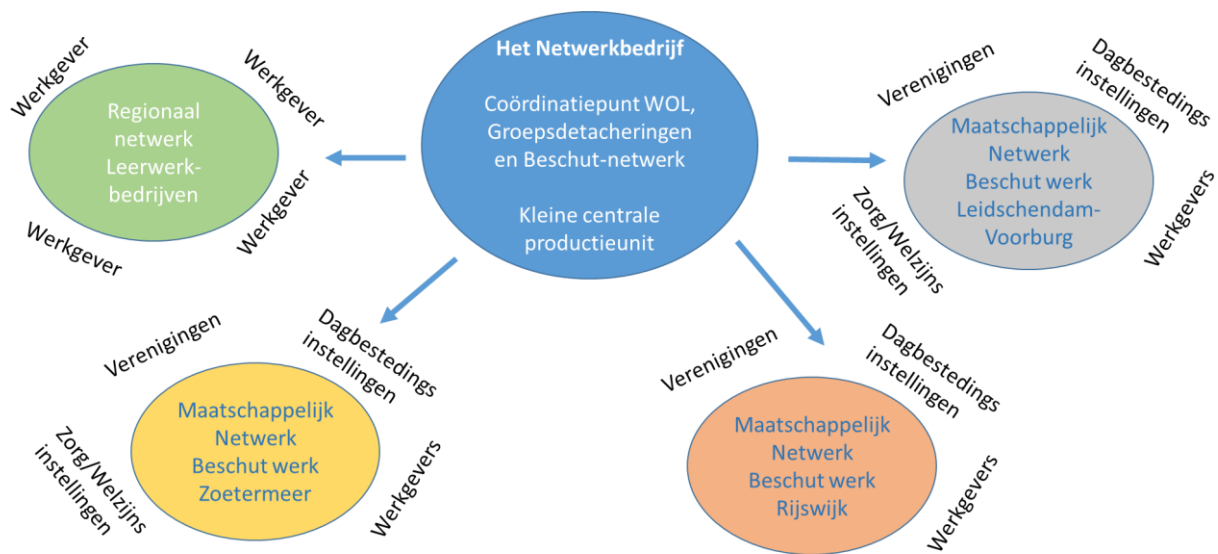 Het Netwerkbedrijf
Coördinatiepunt WOL,
Groepsdetacheringen
en Beschut-netwerk
Kleine centrale
productieunit
Werkgever
Werkgever
Regionaal
netwerk
Leerwerk-
bedrijven
Werkgever
Werkgever
Verenigingen
Dagbestedings
instellingen
Maatschappelijk
Netwerk
Beschut werk
Leidschendam-
Voorburg
Zorg/Welzijns
instellingen
Werkgevers
Verenigingen
Dagbestedings
instellingen
Maatschappelijk
Netwerk
Beschut werk
Zoetermeer
Zorg/Welzijns
instellingen
Werkgevers
Verenigingen
Dagbestedings
instellingen
Maatschappelijk
Netwerk
Beschut werk
Rijswijk
Werkgevers